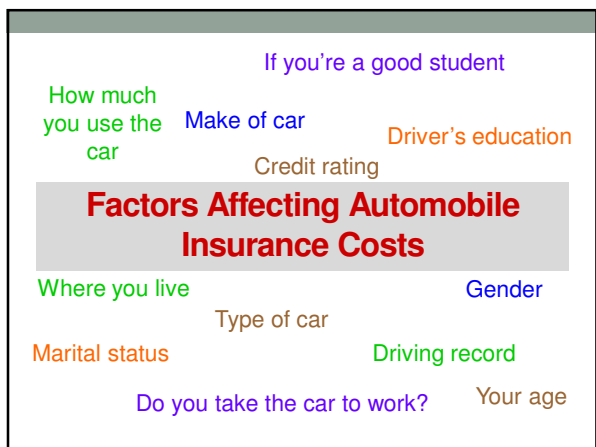 If you're a good student
How much
you use the
car
Make of car
Driver's education
Credit rating
Factors Affecting Automobile
Insurance Costs
Where you live
Gender
Type of car
Marital status
Driving record
Do you take the car to work?
Your age